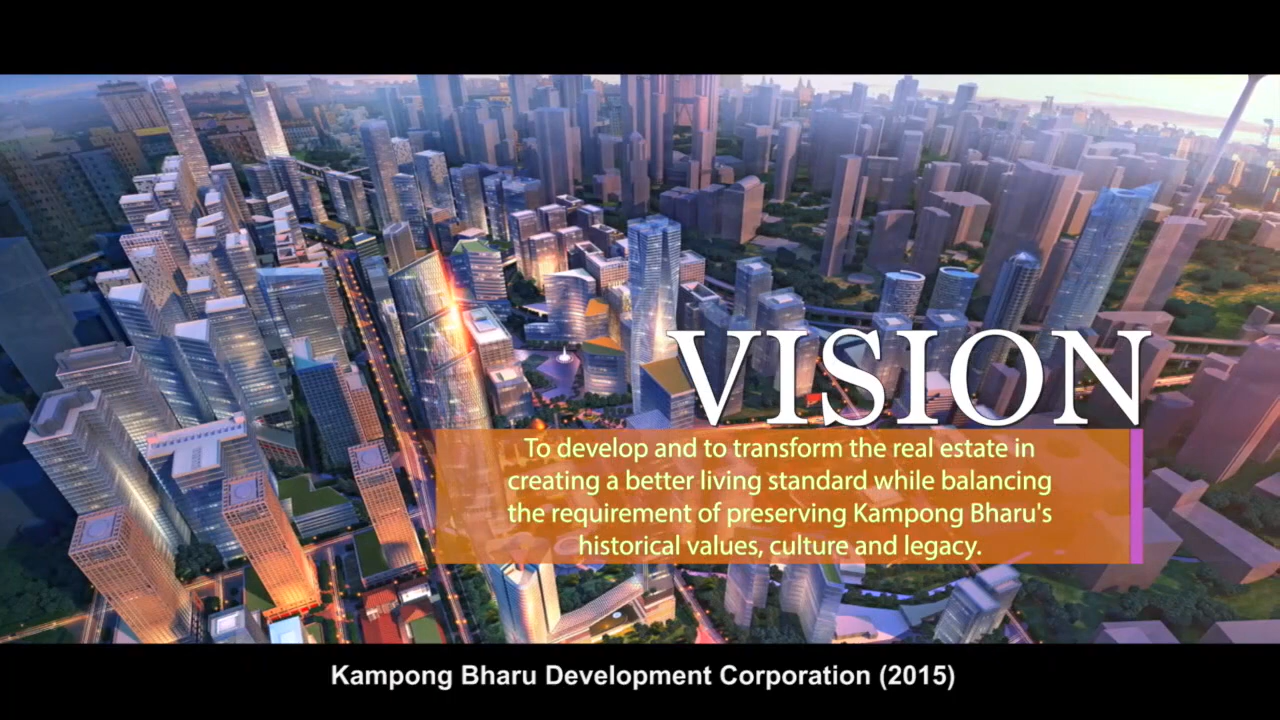 VISION
To develop and to transform the real estate in
creating a better living standard while balancing
the requirement of preserving Kampong Bharu's
historical values, culture and legacy.
Kampong Bharu Development Corporation (2015)